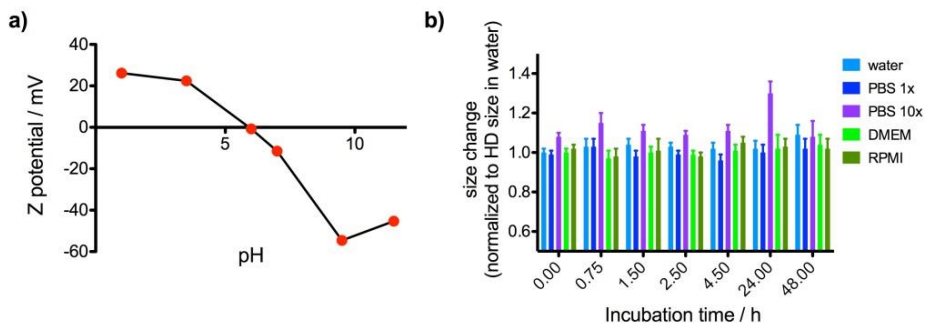 a)
Z potential / mV
40
20
0
-20
-40
-60
5
10
pH
b)
size change
(normalized to HD size in water)
1.4
1.2
1.0
0.8
0.6
0.00
0.75
1.50
2.50
4.50
24.00
48.00
Incubation time / h
water
PBS 1x
PBS 10x
DMEM
RPMI